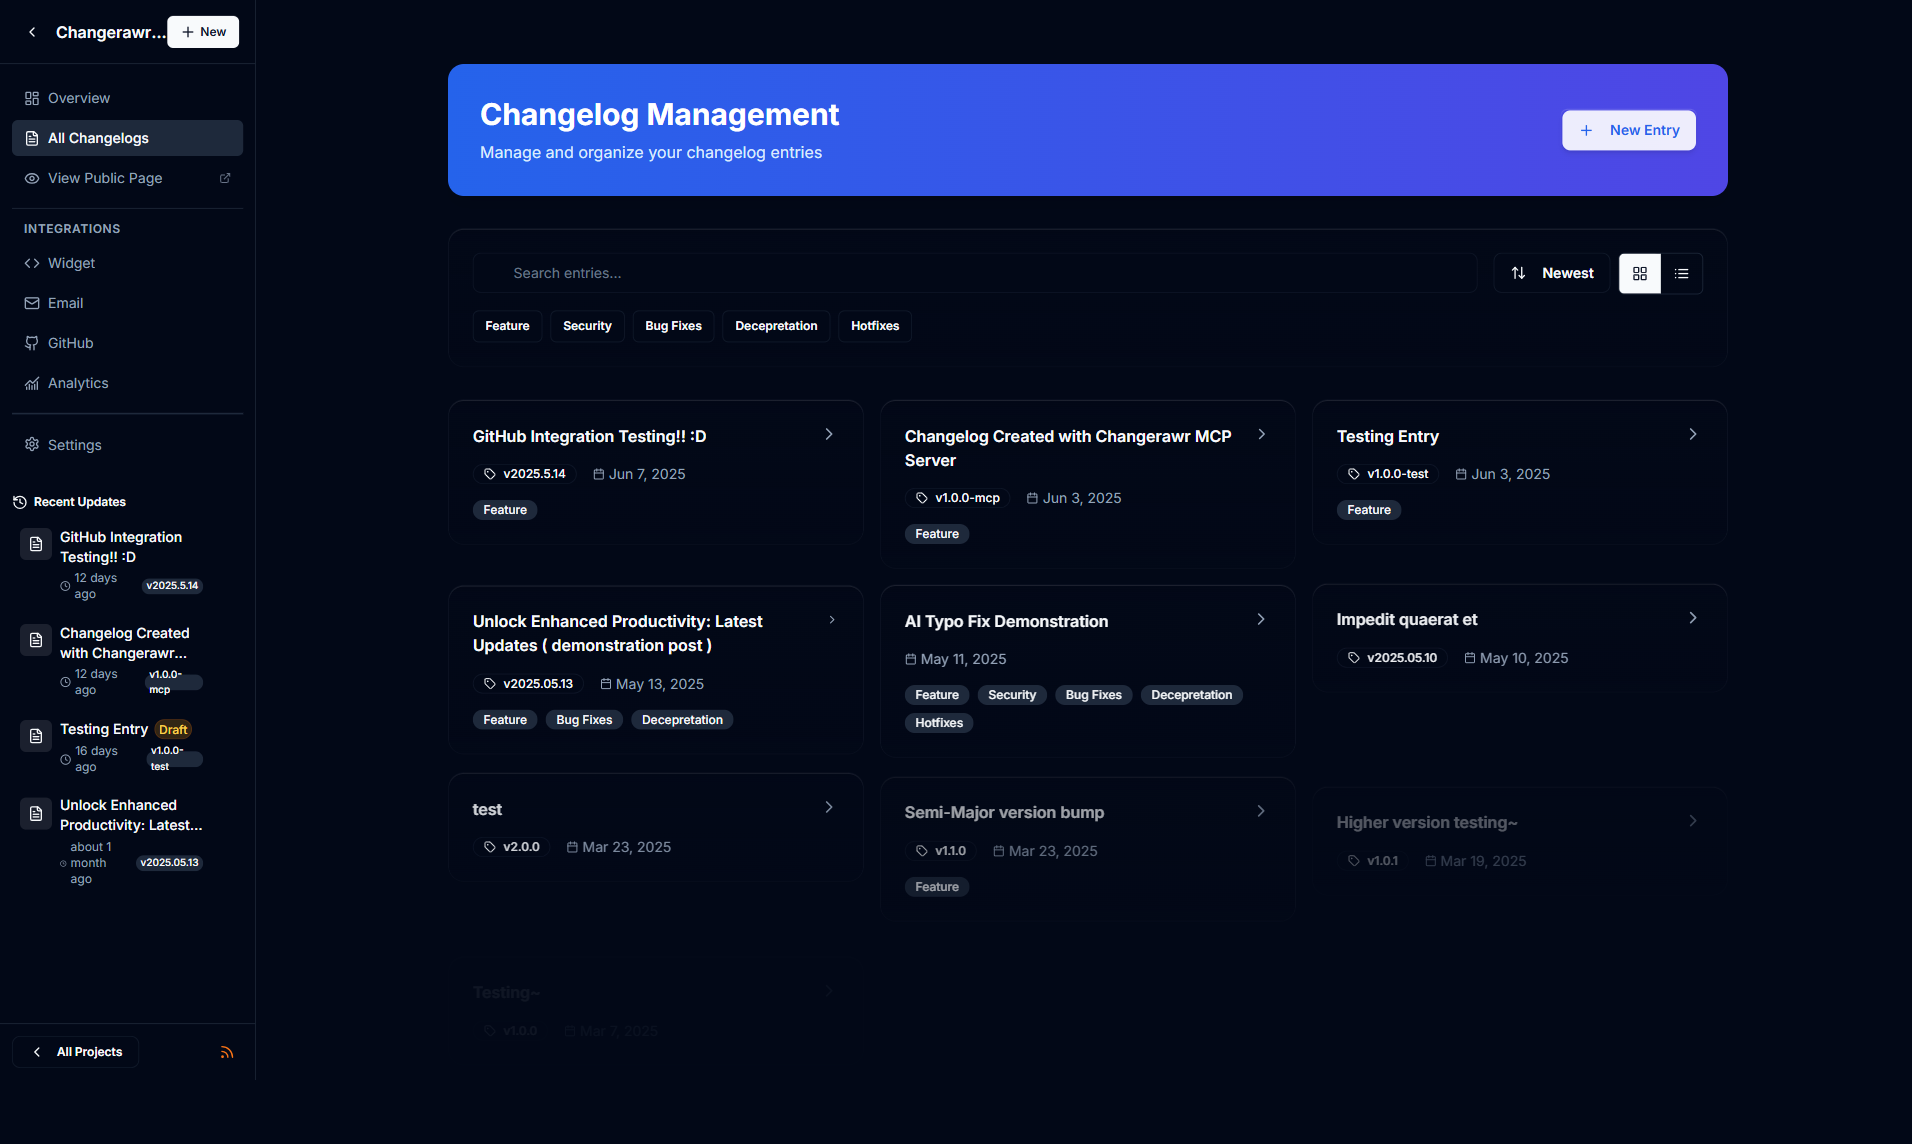 Changerawr...
New
Overview
All Changelogs
View Public Page
INTEGRATIONS
Widget
Email
GitHub
Analytics
Settings
Recent Updates
GitHub Integration
Testing!! :D
12 days
ago
v2025.5.14
Changelog Created
with Changerawr...
12 days
ago
v1.0.0-
mcp
Testing Entry Draft
16 days
ago
v1.0.0-
test
Unlock Enhanced
Productivity: Latest...
about 1
month
ago
v2025.05.13
All Projects
Changelog Management
Manage and organize your changelog entries
New Entry
Search entries...
Newest
Feature Security Bug Fixes Decepretation Hotfixes
GitHub Integration Testing!! :D
v2025.5.14 Jun 7, 2025
Feature
Changelog Created with Changerawr MCP
Server
v1.0.0-mcp Jun 3, 2025
Feature
Testing Entry
v1.0.0-test Jun 3, 2025
Feature
Unlock Enhanced Productivity: Latest
Updates ( demonstration post )
v2025.05.13 May 13, 2025
Feature Bug Fixes Decepretation
AI Typo Fix Demonstration
May 11, 2025
Feature Security Bug Fixes Decepretation
Hotfixes
Impedit quaerat et
v2025.05.10 May 10, 2025
test
v2.0.0 Mar 23, 2025
Semi-Major version bump
v1.1.0 Mar 23, 2025
Feature
Higher version testing~
v1.0.1 Mar 19, 2025
Testing~
v1.0.0 Mar 7, 2025